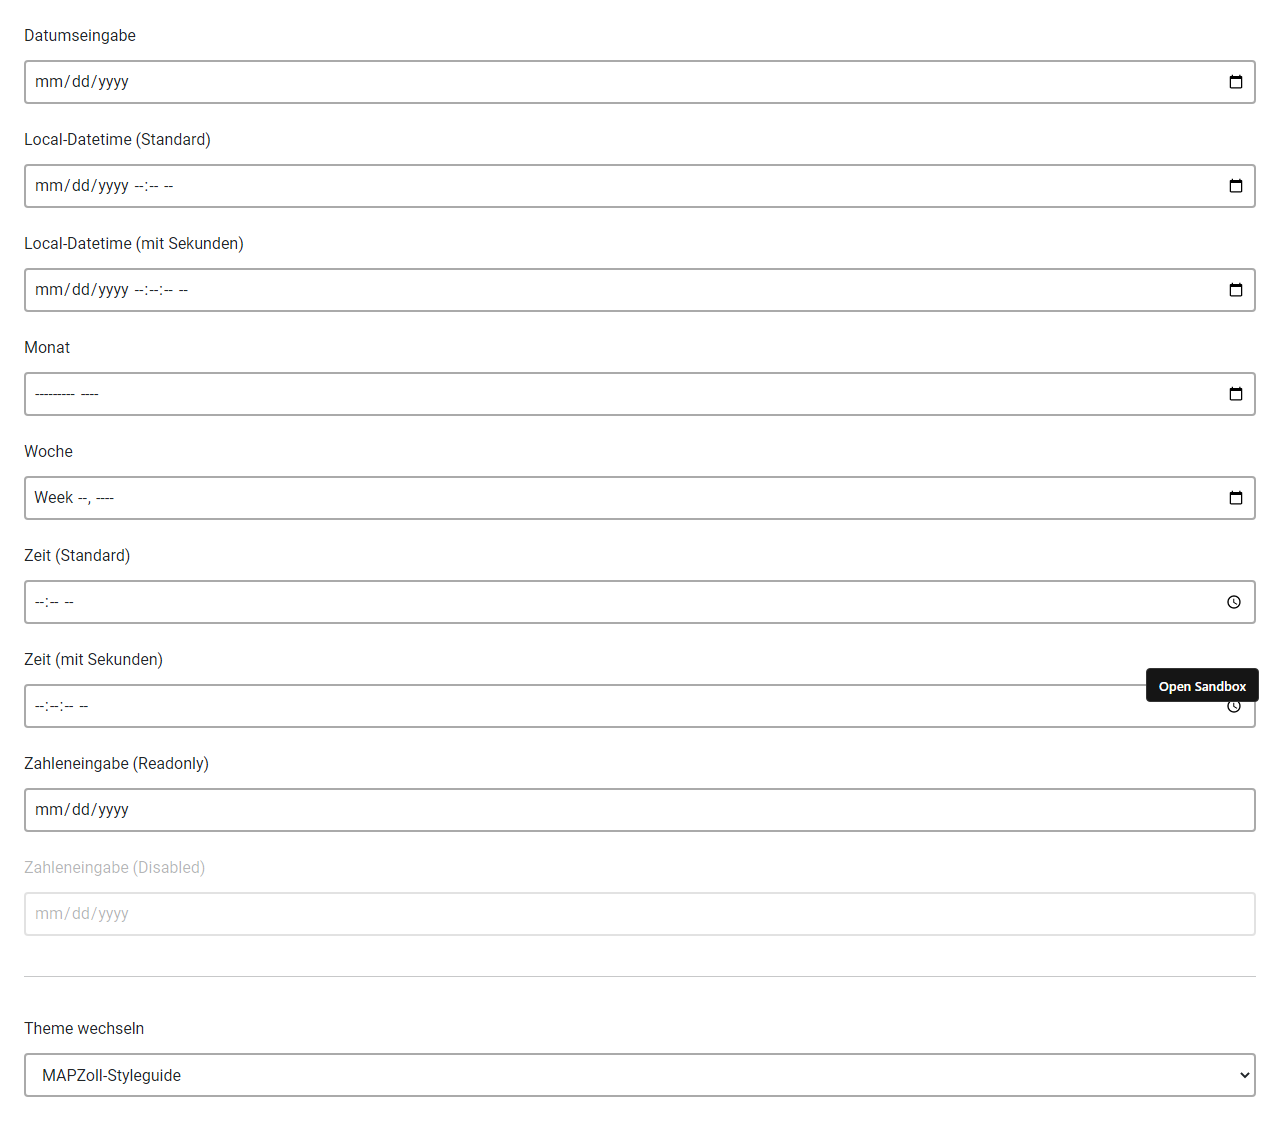 Datumseingabe
mm/dd/yyyy
Local-Datetime (Standard)
mm/dd/yyyy --:-- --
Local-Datetime (mit Sekunden)
mm/dd/yyyy --:--:-- --
Monat
--------- ----
Woche
Week --, ----
Zeit (Standard)
--:-- --
Zeit (mit Sekunden)
Open Sandbox
--:--:-- --
Zahleneingabe (Readonly)
mm/dd/yyyy
Zahleneingabe (Disabled)
mm/dd/yyyy
Theme wechseln
MAPZoll-Styleguide